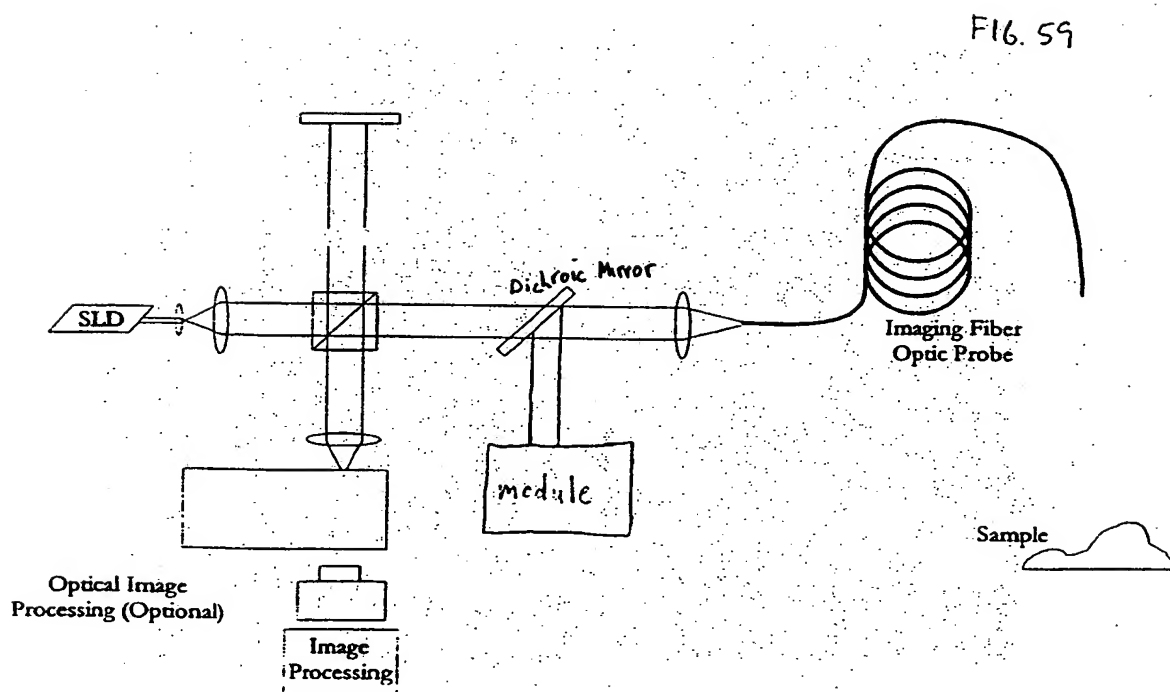 FIG. 59
Dichroic Mirror
SLD
Imaging Fiber
Optic Probe
module
Sample
Optical Image
Processing (Optional)
Image
Processing